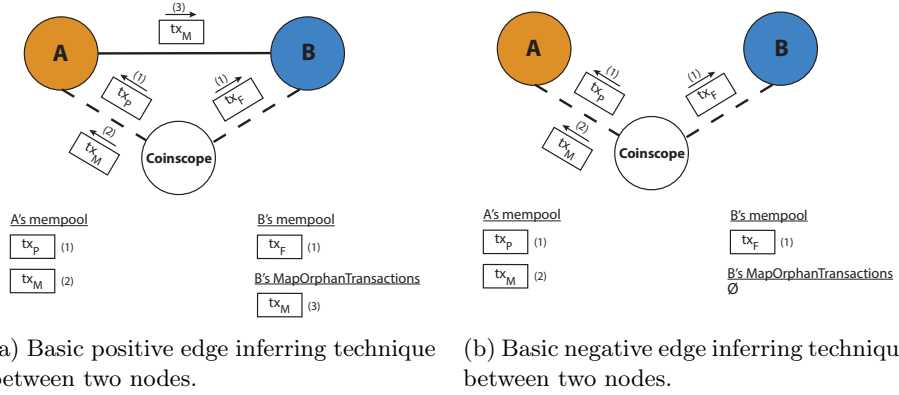 (3)
tx_M
A
B
(1)
tx_P
(1)
tx_F
(2)
tx_M
Coinscope
A's mempool
tx_P (1)
tx_M (2)
B's mempool
tx_F (1)
B's MapOrphanTransactions
tx_M (3)
a) Basic positive edge inferring technique
between two nodes.
A
B
(1)
tx_P
(1)
tx_F
(2)
tx_M
Coinscope
A's mempool
tx_P (1)
tx_M (2)
B's mempool
tx_F (1)
B's MapOrphanTransactions
Ø
(b) Basic negative edge inferring techniqu
between two nodes.